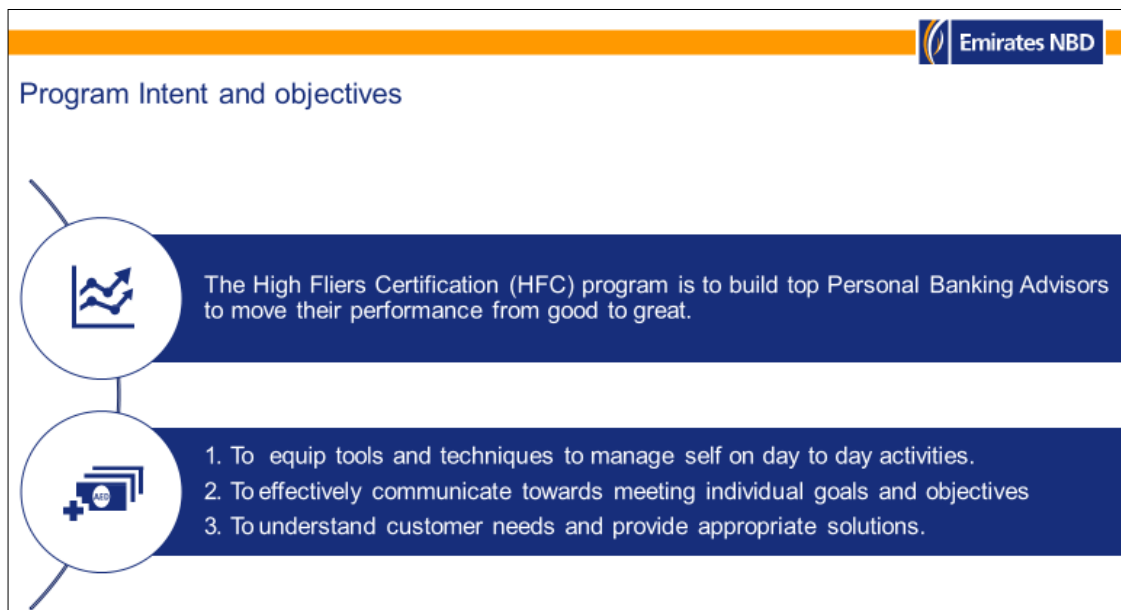 Emirates NBD
Program Intent and objectives
The High Fliers Certification (HFC) program is to build top Personal Banking Advisors
to move their performance from good to great.
AED
1. To equip tools and techniques to manage self on day to day activities.
2. To effectively communicate towards meeting individual goals and objectives
3. To understand customer needs and provide appropriate solutions.